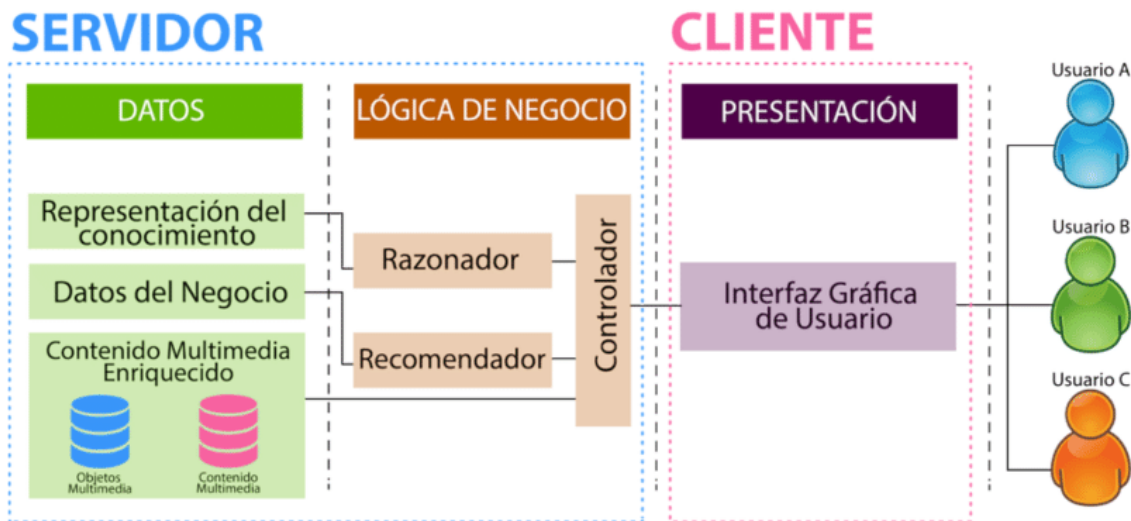 SERVIDOR
CLIENTE
DATOS
LÓGICA DE NEGOCIO
PRESENTACIÓN
Representación del
conocimiento
Datos del Negocio
Contenido Multimedia
Enriquecido
Objetos
Multimedia
Contenido
Multimedia
Razonador
Recomendador
Controlador
Interfaz Gráfica
de Usuario
Usuario A
Usuario B
Usuario C